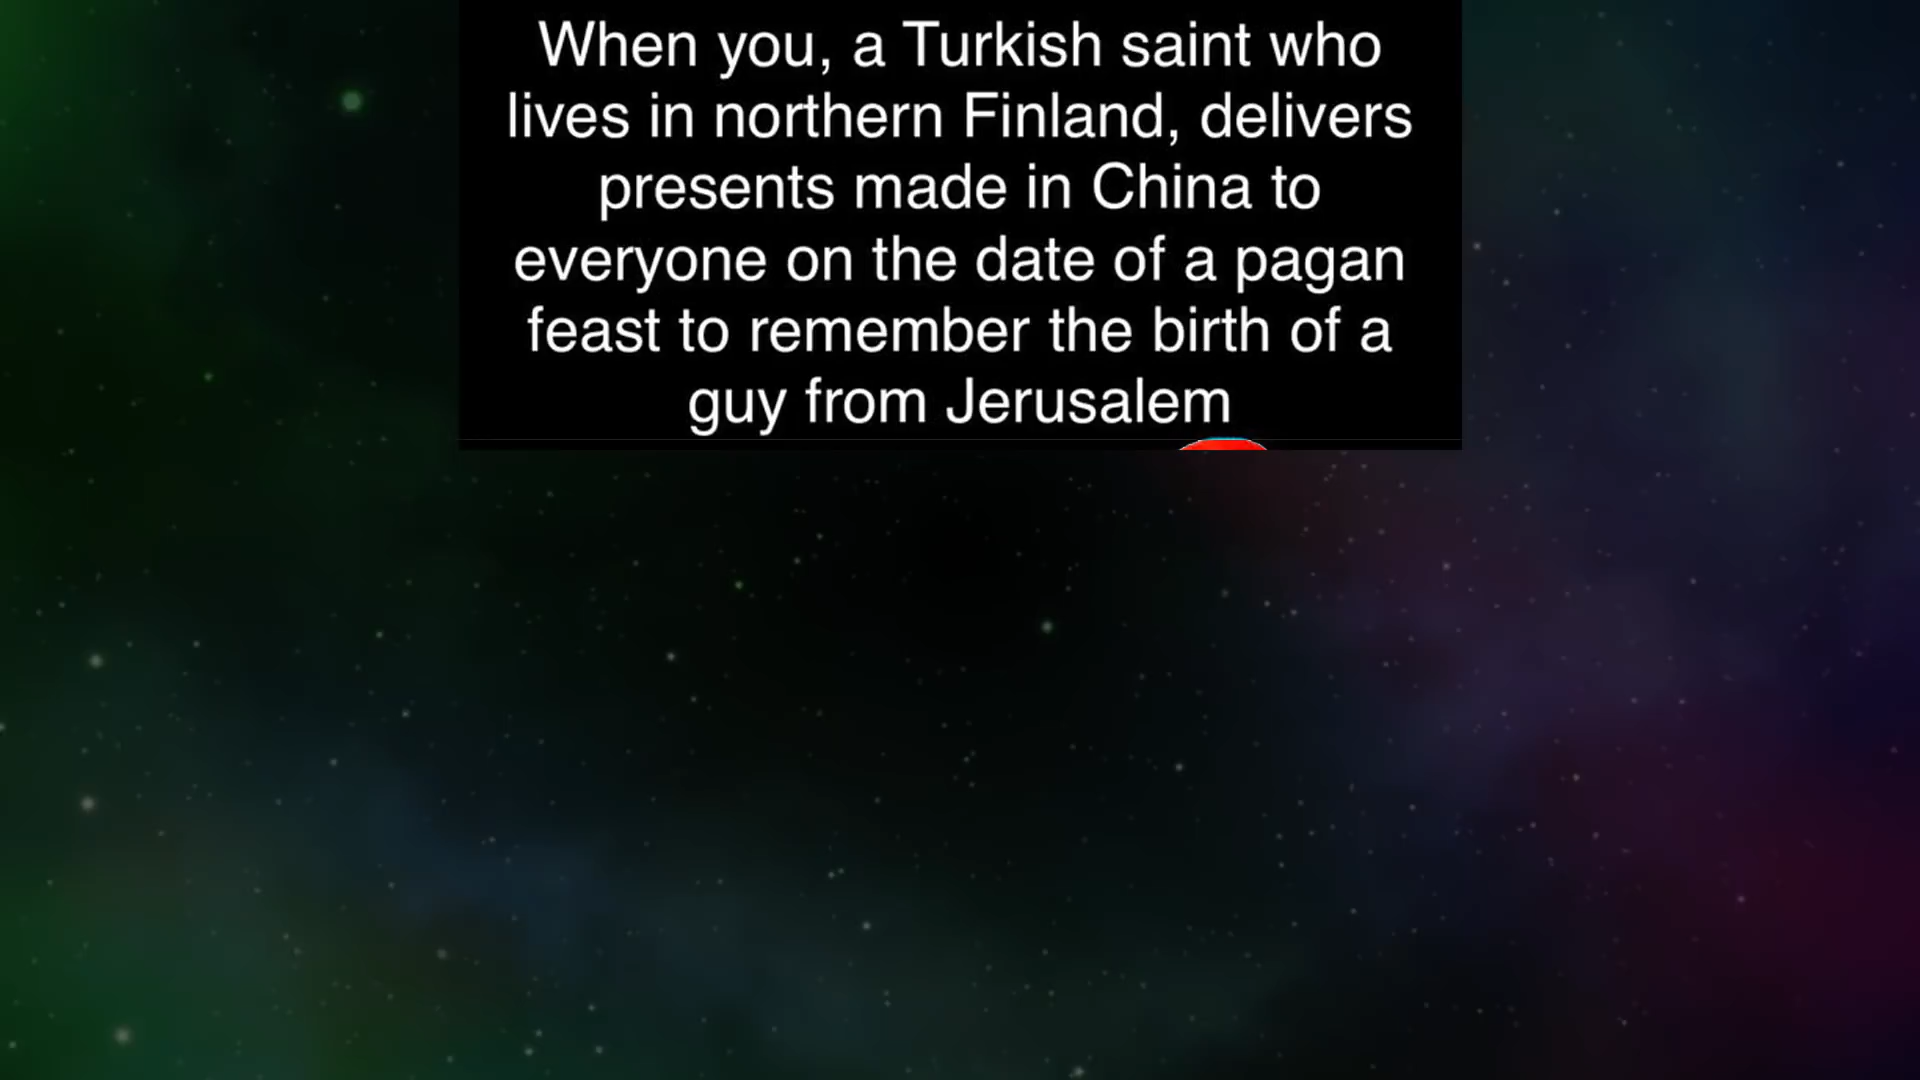 When you, a Turkish saint who
lives in northern Finland, delivers
presents made in China to
everyone on the date of a pagan
feast to remember the birth of a
guy from Jerusalem